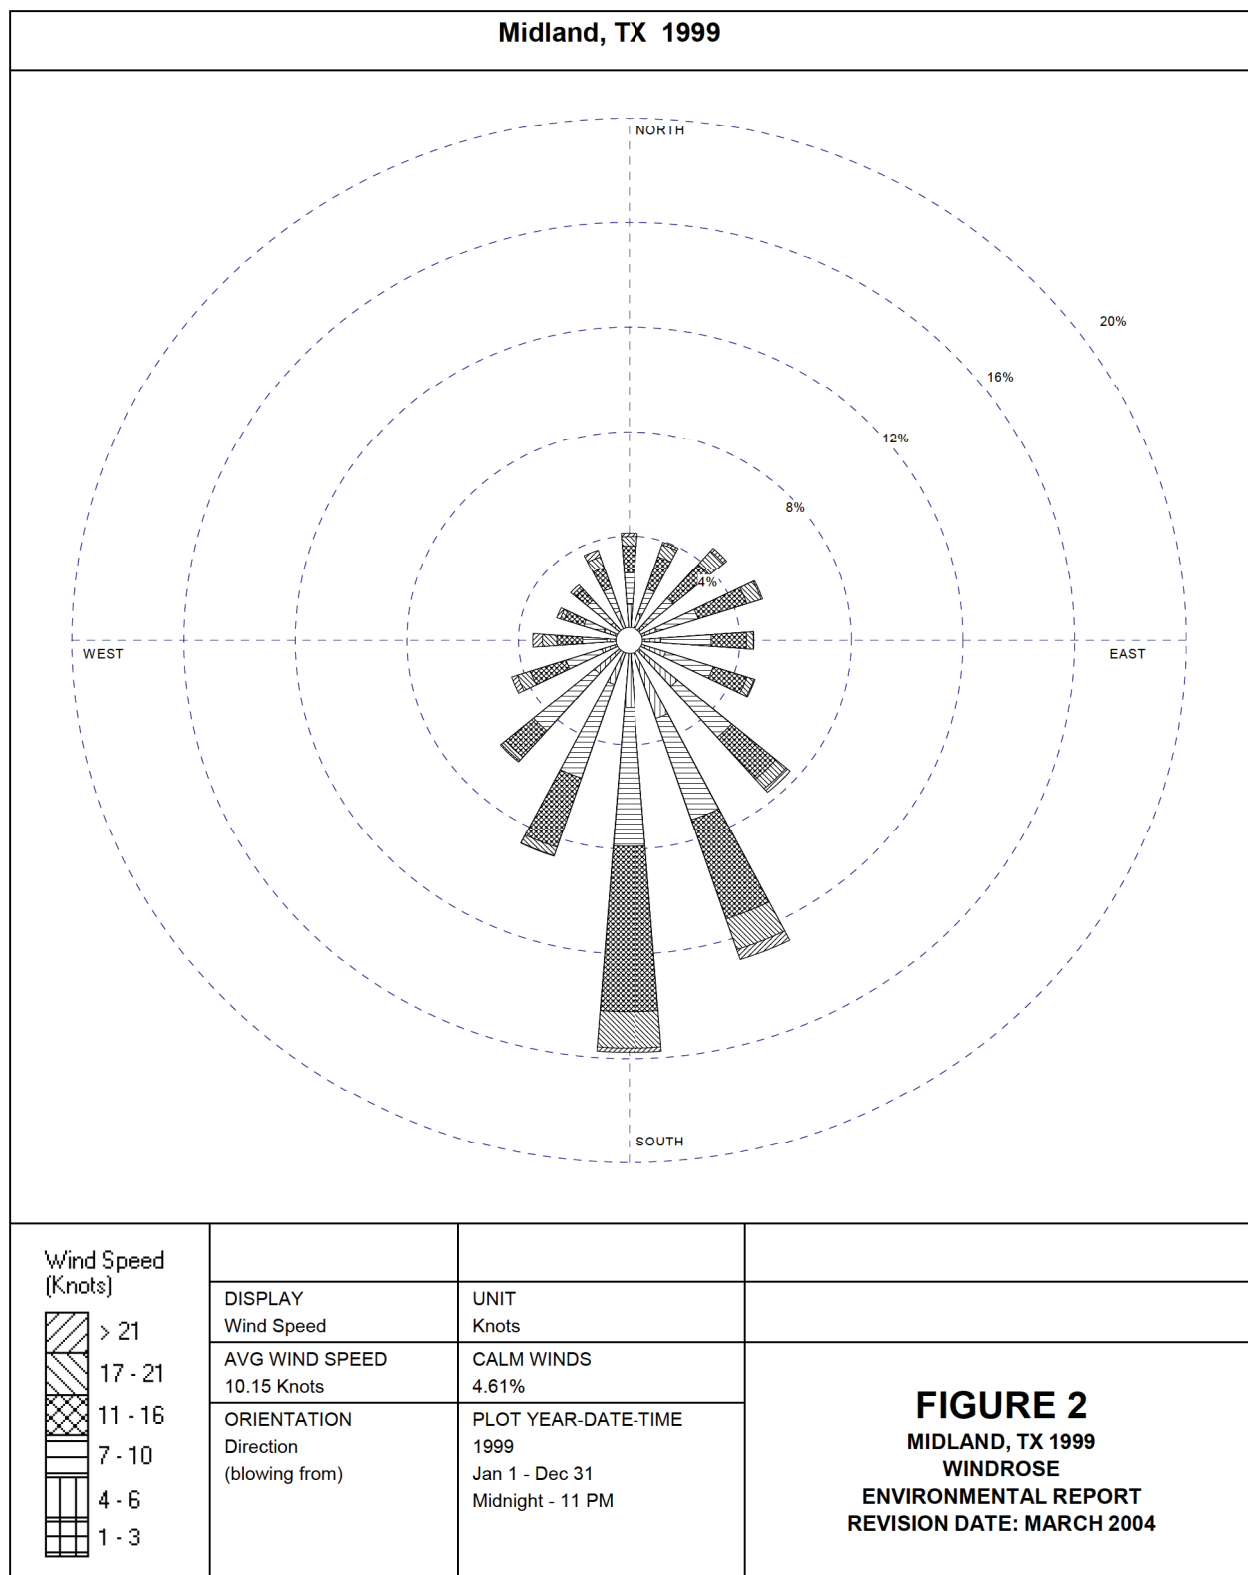 Midland, TX 1999
NORTH
20%
16%
12%
8%
4%
WEST
EAST
SOUTH
Wind Speed
(Knots)
> 21
17 - 21
11 - 16
7 - 10
4 - 6
1 - 3
DISPLAY
Wind Speed
UNIT
Knots
AVG WIND SPEED
10.15 Knots
CALM WINDS
4.61%
ORIENTATION
Direction
(blowing from)
PLOT YEAR-DATE-TIME
1999
Jan 1 - Dec 31
Midnight - 11 PM
FIGURE 2
MIDLAND, TX 1999
WINDROSE
ENVIRONMENTAL REPORT
REVISION DATE: MARCH 2004